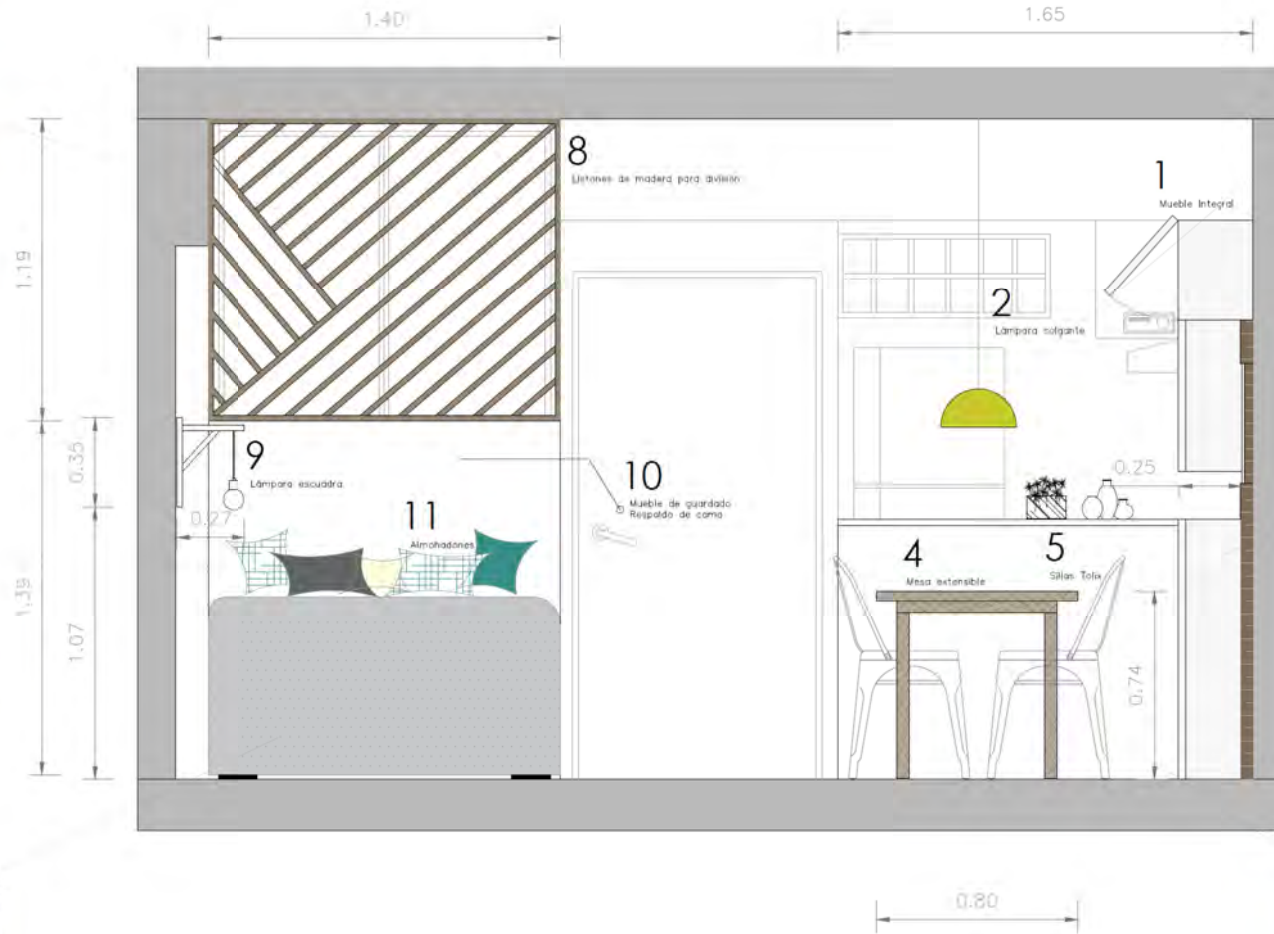 1.40
1.65
8
Listones de madera para división
1
Mueble Integral
1.19
2
Lámpara colgante
0.35
9
Lámpara escuadra
10
Mueble de guardado
Respaldo de cama
0.25
0.27
11
Almohadones
4
Mesa extensible
5
Sillas Tolix
1.39
1.07
0.74
0.80